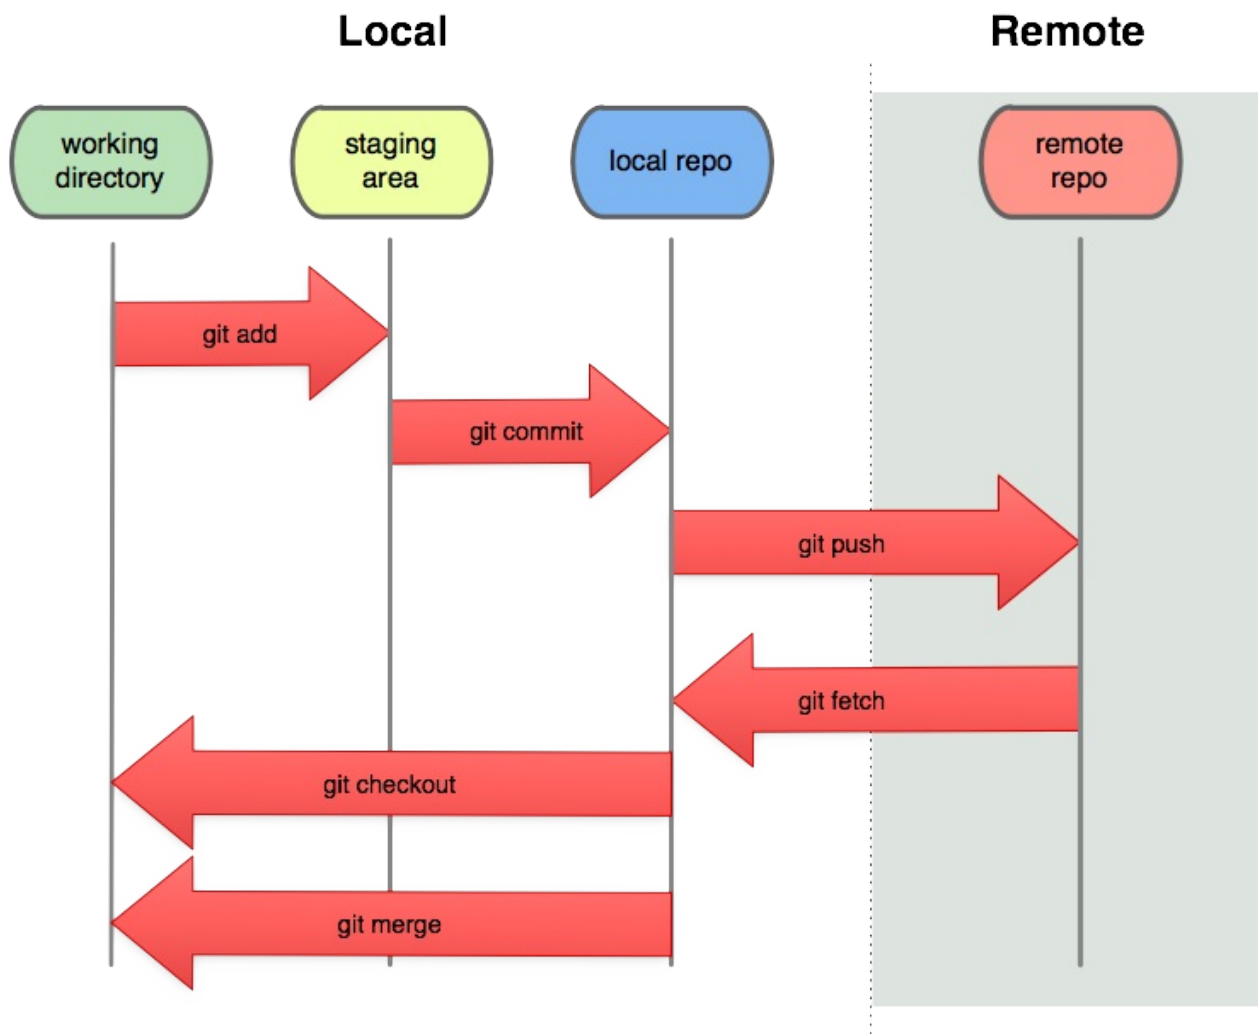 Local
Remote
working
directory
staging
area
local repo
remote
repo
git add
git commit
git push
git fetch
git checkout
git merge